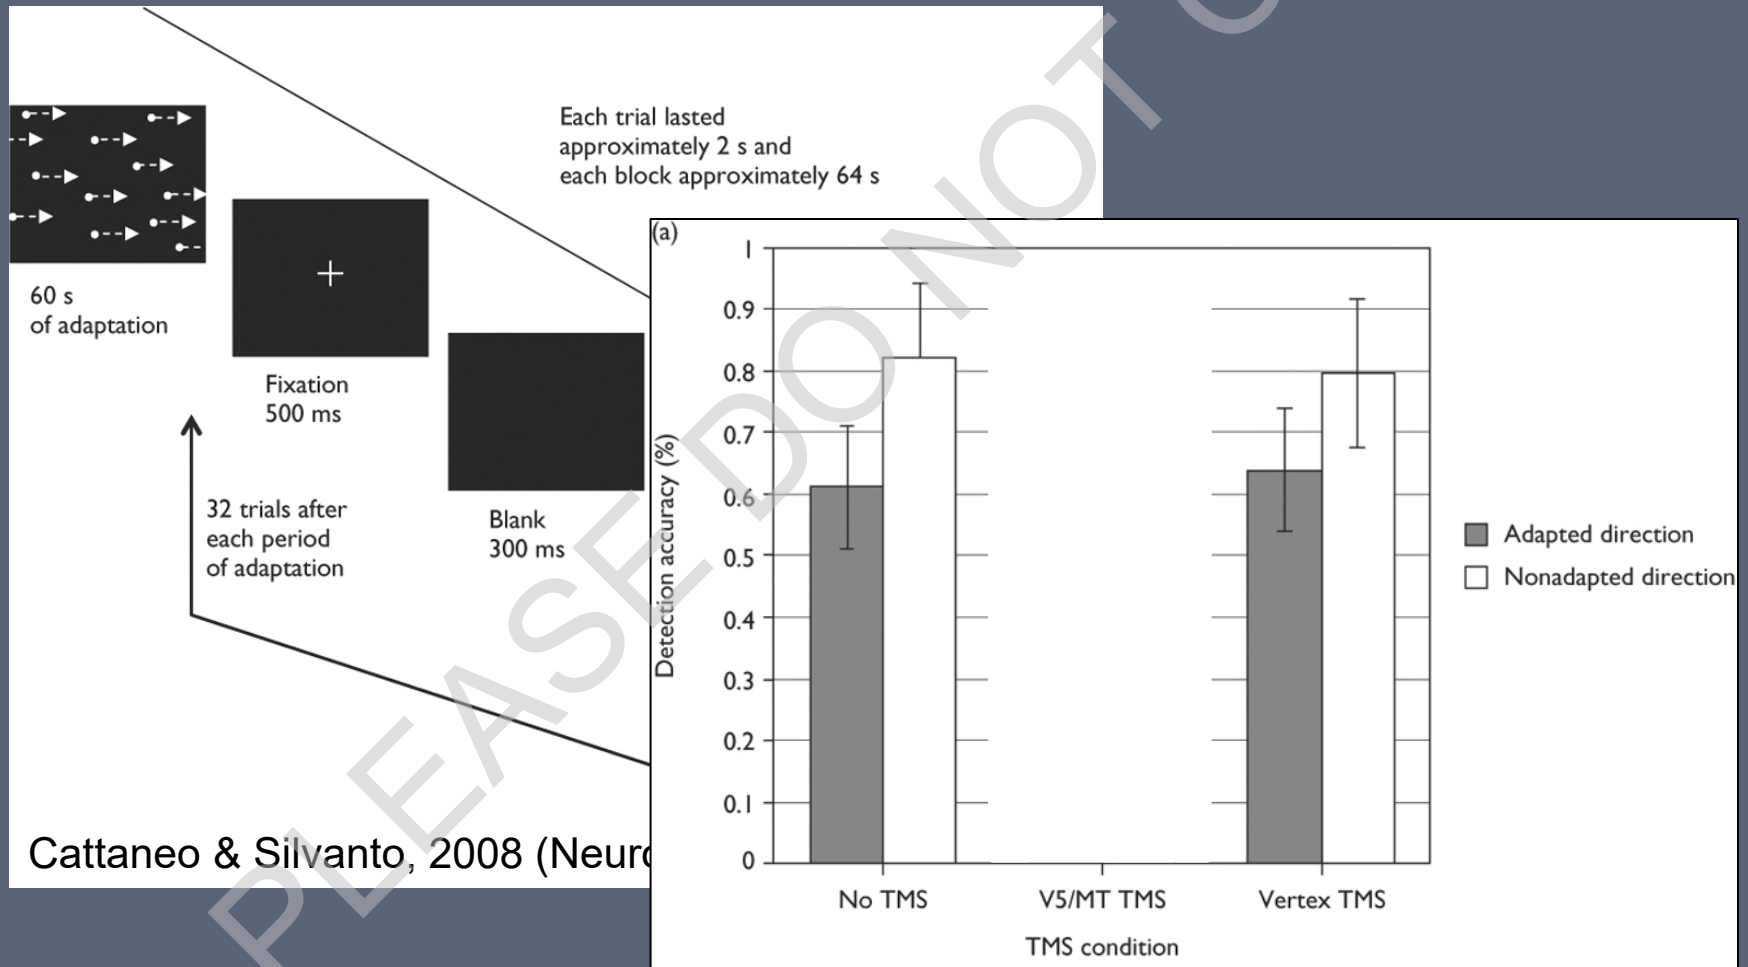 Each trial lasted
approximately 2 s and
each block approximately 64 s
60 s
of adaptation
Fixation
500 ms
32 trials after
each period
of adaptation
Blank
300 ms
Cattaneo & Silvanto, 2008 (Neuro
(a)
1
0.9
0.8
0.7
0.6
0.5
0.4
0.3
0.2
0.1
0
Detection accuracy (%)
No TMS
V5/MT TMS
Vertex TMS
TMS condition
Adapted direction
Nonadapted direction
PLEASE DO NOT